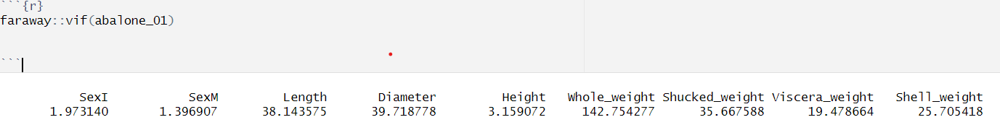 ```{r}
faraway::vif(abalone_01)
```
SexI SexM Length Diameter Height Whole_weight Shucked_weight Viscera_weight Shell_weight
1.973140 1.396907 38.143575 39.718778 3.159072 142.754277 35.667588 19.478664 25.705418